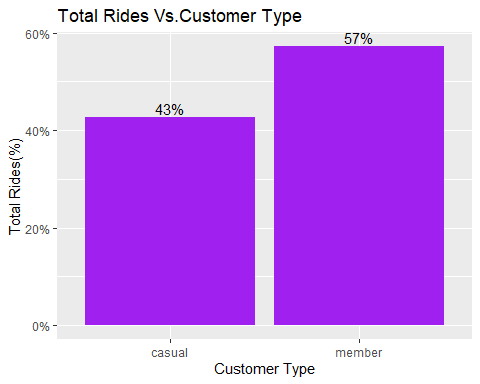 Total Rides Vs.Customer Type
Total Rides(%)
60%
40%
20%
0%
43%
57%
casual
member
Customer Type